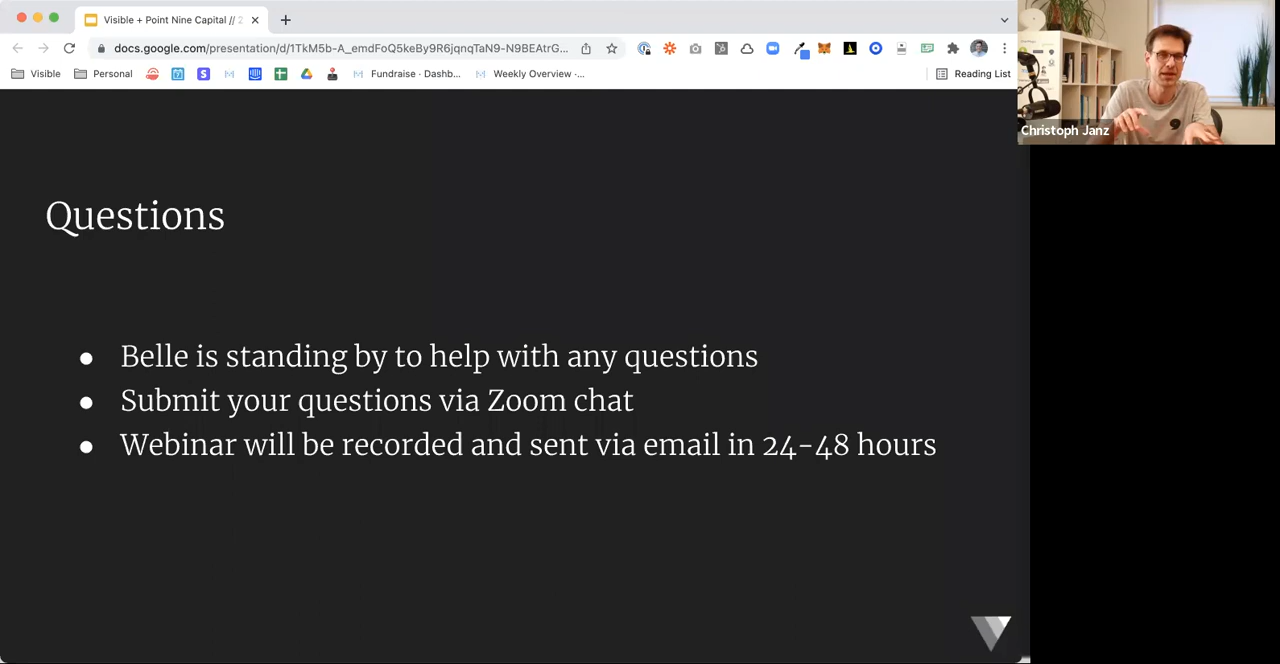 Visible + Point Nine Capital // 2
docs.google.com/presentation/d/1TkM5b-A_emdFoQ5keBy9R6jqnqTaN9-N9BEAtrG...
Visible
Personal
Fundraise · Dashb...
Weekly Overview ·...
Reading List
Christoph Janz
Questions
● Belle is standing by to help with any questions
● Submit your questions via Zoom chat
● Webinar will be recorded and sent via email in 24-48 hours